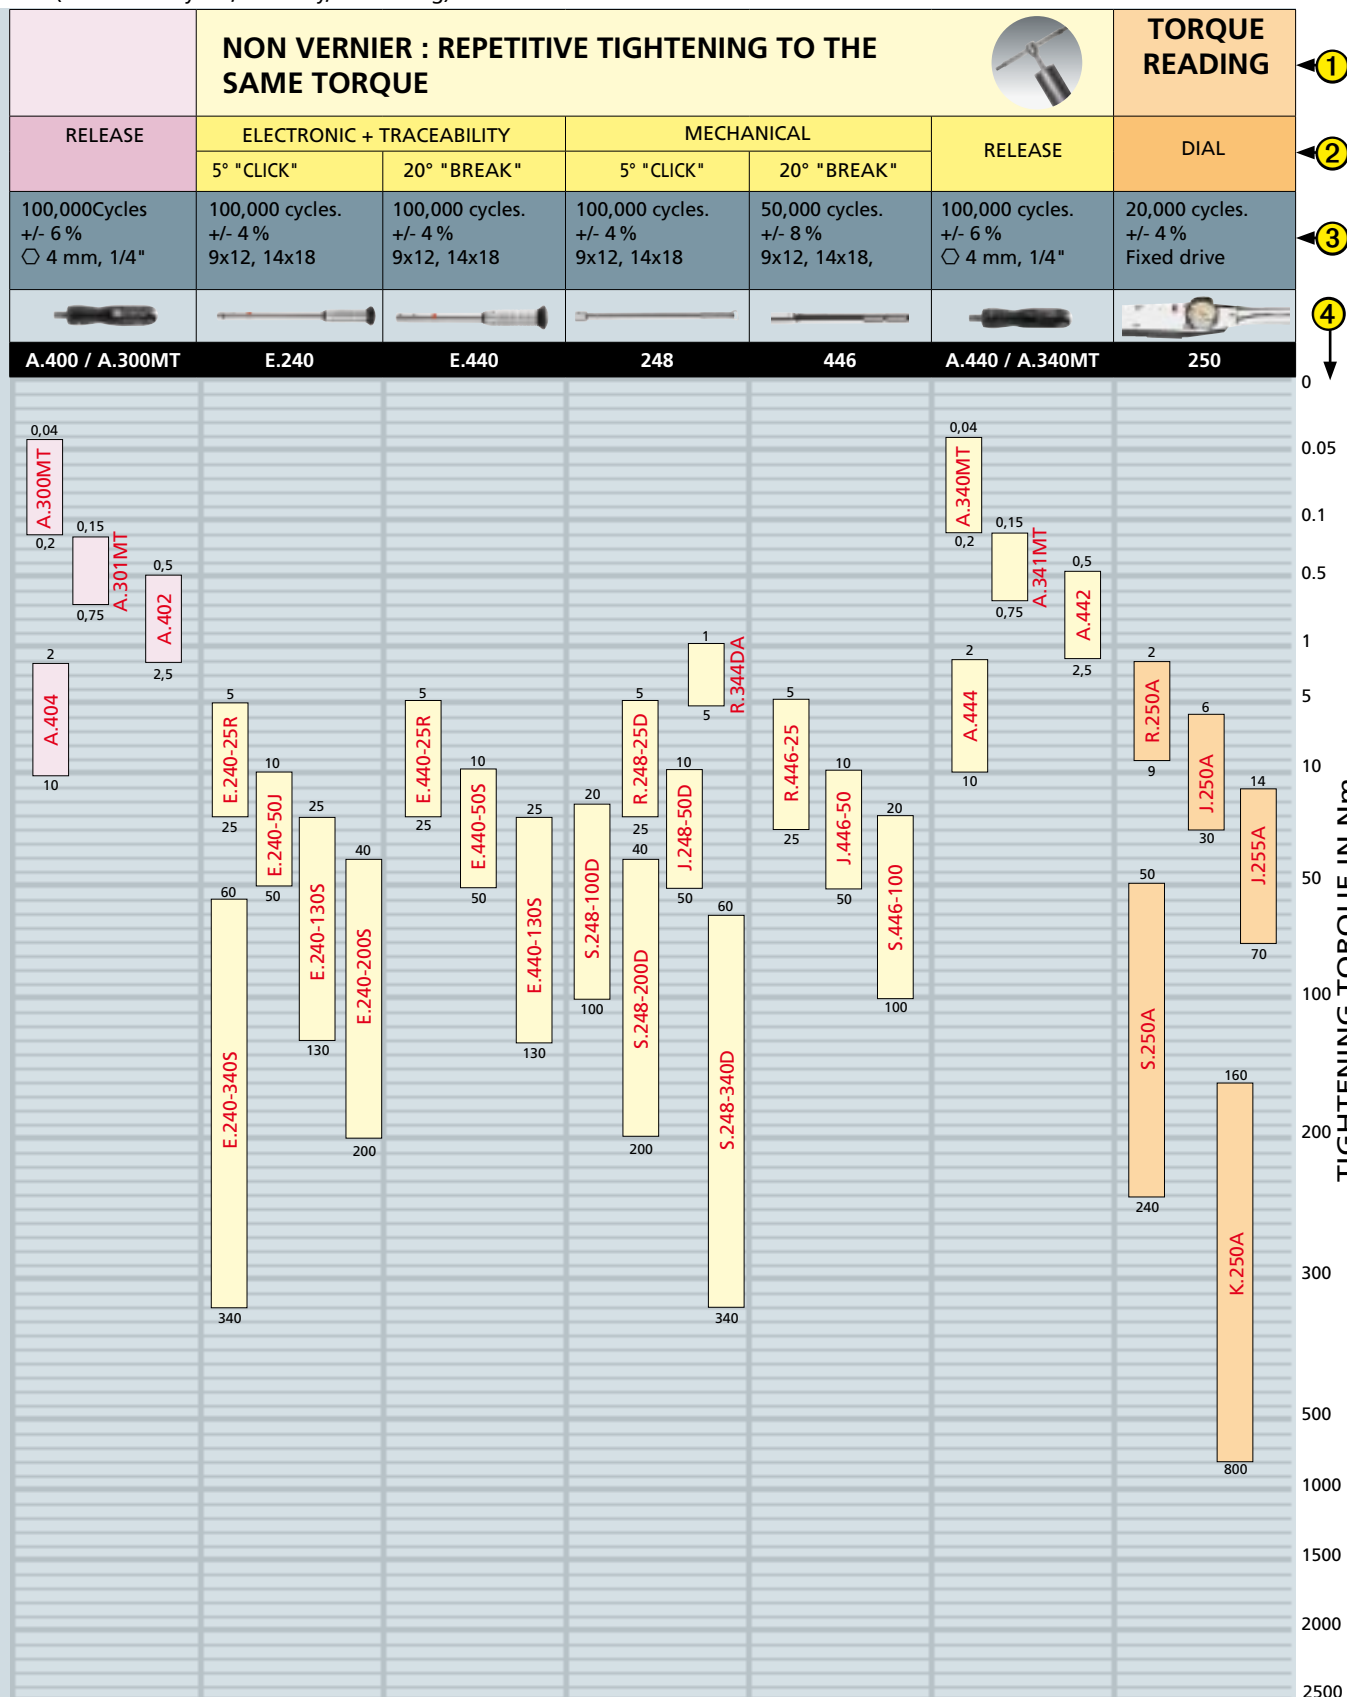 NON VERNIER : REPETITIVE TIGHTENING TO THE
SAME TORQUE
TORQUE
READING
1
RELEASE
ELECTRONIC + TRACEABILITY
MECHANICAL
RELEASE
DIAL
2
5° "CLICK"
20° "BREAK"
5° "CLICK"
20° "BREAK"
100,000Cycles
+/- 6 %
4 mm, 1/4"
100,000 cycles.
+/- 4 %
9x12, 14x18
100,000 cycles.
+/- 4 %
9x12, 14x18
100,000 cycles.
+/- 4 %
9x12, 14x18
50,000 cycles.
+/- 8 %
9x12, 14x18,
100,000 cycles.
+/- 6 %
4 mm, 1/4"
20,000 cycles.
+/- 4 %
Fixed drive
3
4
A.400 / A.300MT
E.240
E.440
248
446
A.440 / A.340MT
250
0,04
A.300MT
0,2
0,15
A.301MT
0,75
0,5
A.402
2,5
2
A.404
10
5
E.240-25R
25
10
E.240-50J
50
25
E.240-130S
130
40
E.240-200S
200
60
E.240-340S
340
5
E.440-25R
25
10
E.440-50S
50
25
E.440-130S
130
1
R.344DA
5
5
R.248-25D
25
10
J.248-50D
50
20
S.248-100D
100
40
S.248-200D
200
60
S.248-340D
340
5
R.446-25
25
10
J.446-50
50
20
S.446-100
100
0,04
A.340MT
0,2
0,15
A.341MT
0,75
0,5
A.442
2,5
2
A.444
10
2
R.250A
9
6
J.250A
30
14
J.255A
70
50
S.250A
240
160
K.250A
800
0
0.05
0.1
0.5
1
5
10
50
100
200
300
500
1000
1500
2000
2500
TIGHTENING TORQUE IN Nm